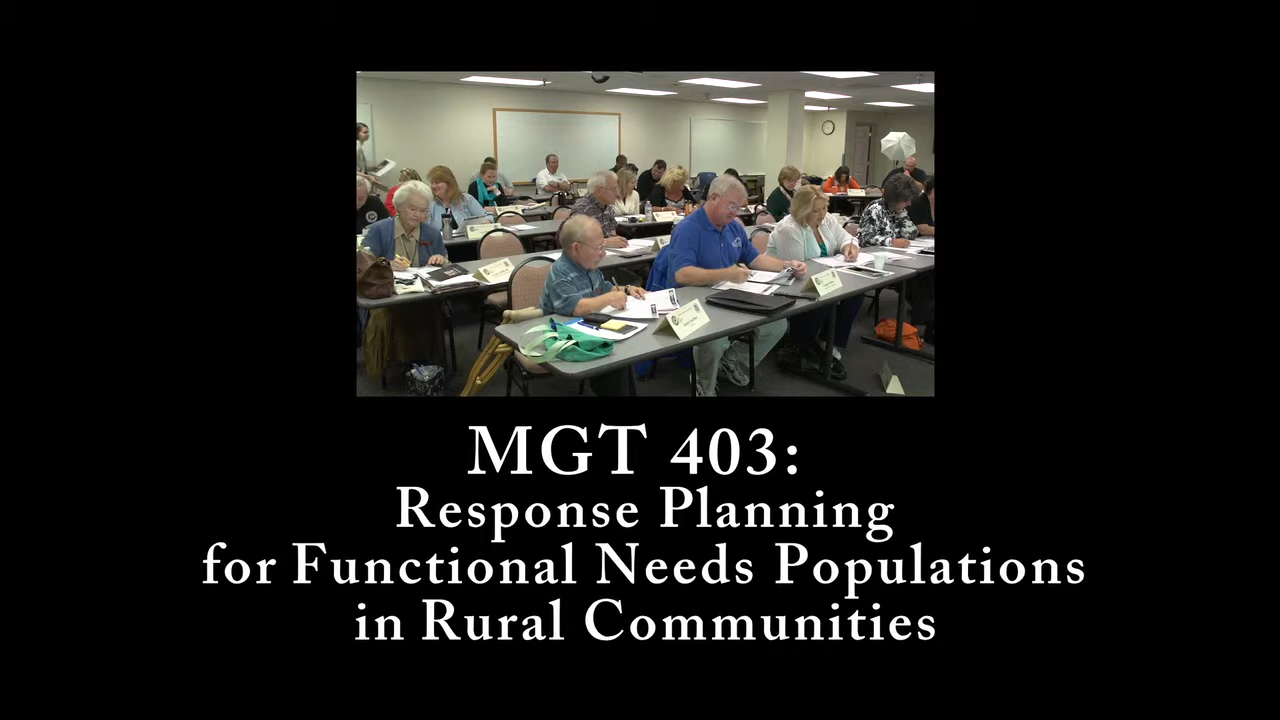 MGT 403:
Response Planning
for Functional Needs Populations
in Rural Communities